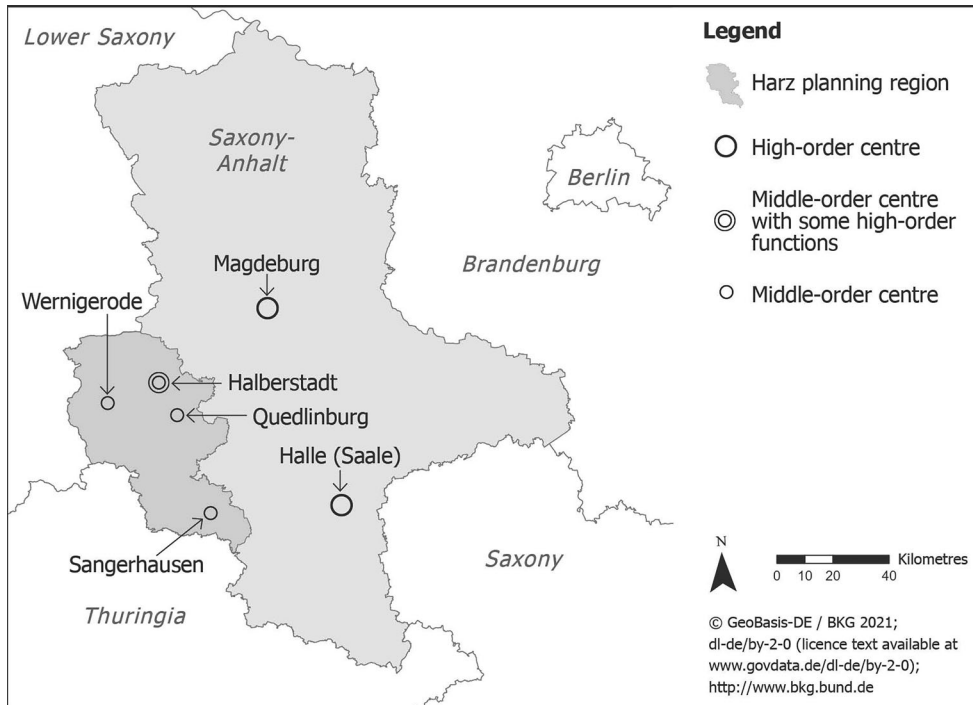 Lower Saxony
Saxony-
Anhalt
Berlin
Brandenburg
Magdeburg
Wernigerode
Halberstadt
Quedlinburg
Halle (Saale)
Sangerhausen
Saxony
Thuringia
Legend
Harz planning region
High-order centre
Middle-order centre
with some high-order
functions
Middle-order centre
N
Kilometres
0 10 20 40
© GeoBasis-DE / BKG 2021;
dl-de/by-2-0 (licence text available at
www.govdata.de/dl-de/by-2-0);
http://www.bkg.bund.de